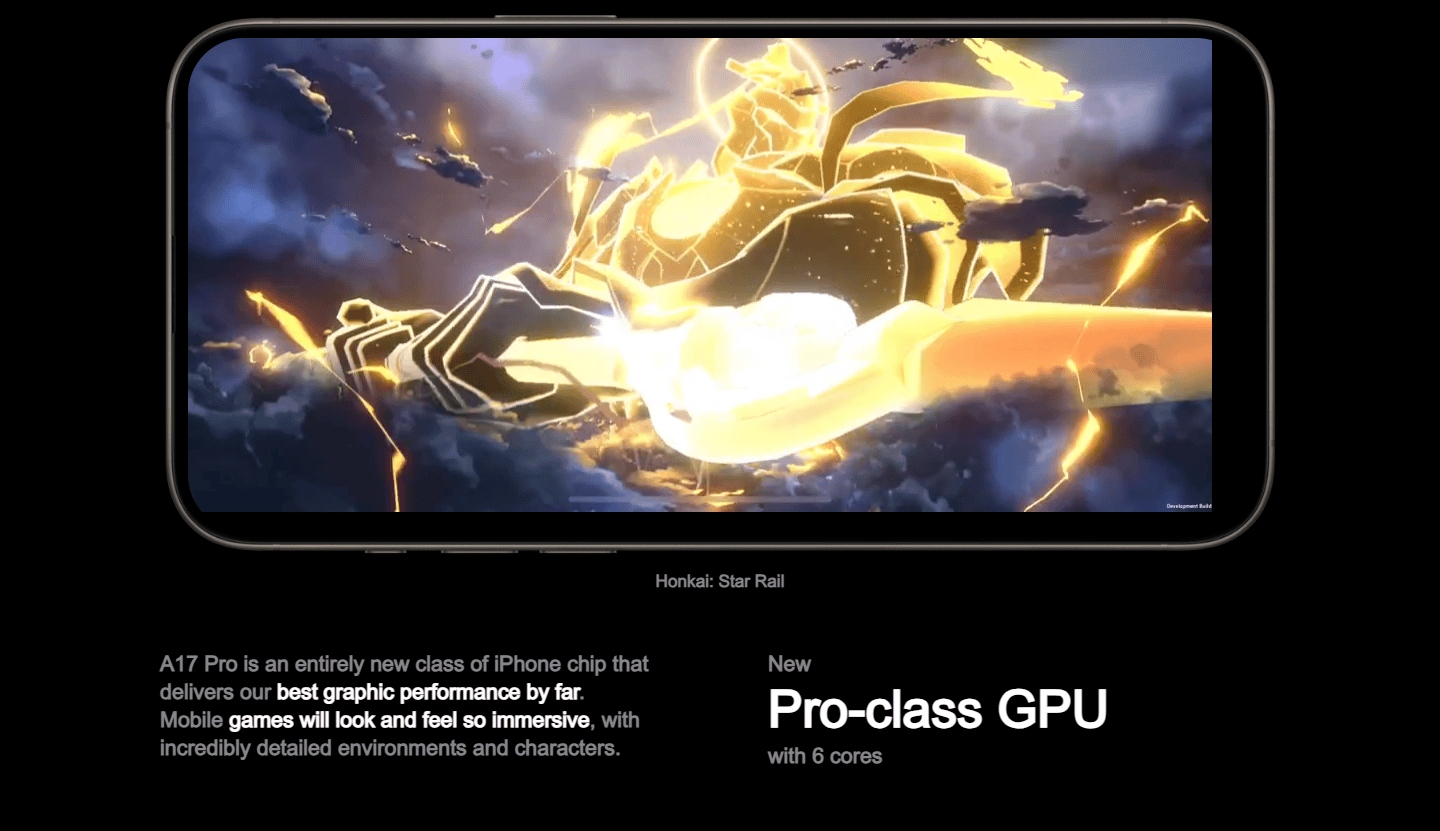 Development Build
Honkai: Star Rail
A17 Pro is an entirely new class of iPhone chip that
delivers our best graphic performance by far.
Mobile games will look and feel so immersive, with
incredibly detailed environments and characters.
New
Pro-class GPU
with 6 cores